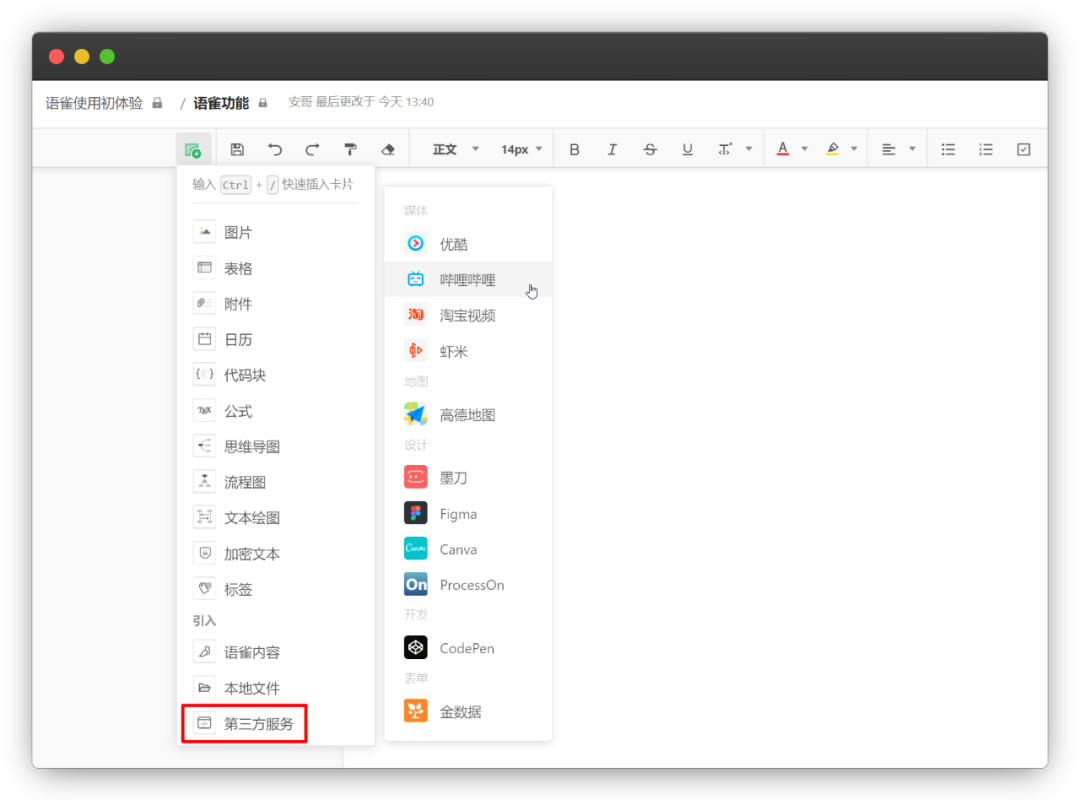 语雀使用初体验 / 语雀功能 安哥 最后更改于 今天 13:40
正文 14px B I S U T A
输入 Ctrl + / 快速插入卡片
图片
表格
附件
日历
代码块
公式
思维导图
流程图
文本绘图
加密文本
标签
引入
语雀内容
本地文件
第三方服务
媒体
优酷
哔哩哔哩
淘 淘宝视频
虾米
地图
高德地图
设计
墨刀
Figma
Canva Canva
On ProcessOn
开发
CodePen
表单
金数据